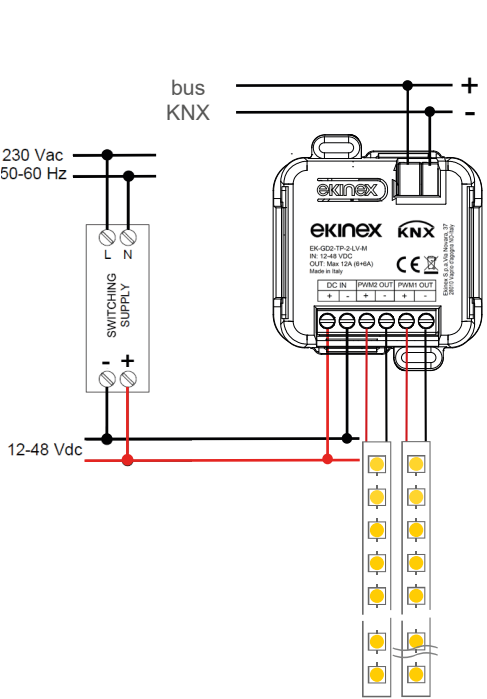 bus
KNX
+
-
230 Vac
50-60 Hz
L N
SWITCHING
SUPPLY
- +
12-48 Vdc
ekinex
ekinex KNX
EK-GD2-TP-2-LV-M
IN: 12-48 VDC
OUT: Max 12A (6+6A)
Made in Italy
CE
Ekinex S.p.a Via Novara, 37
28010 Vaprio d'agogna NO-Italy
DC IN PWM2 OUT PWM1 OUT
+ - + - + -